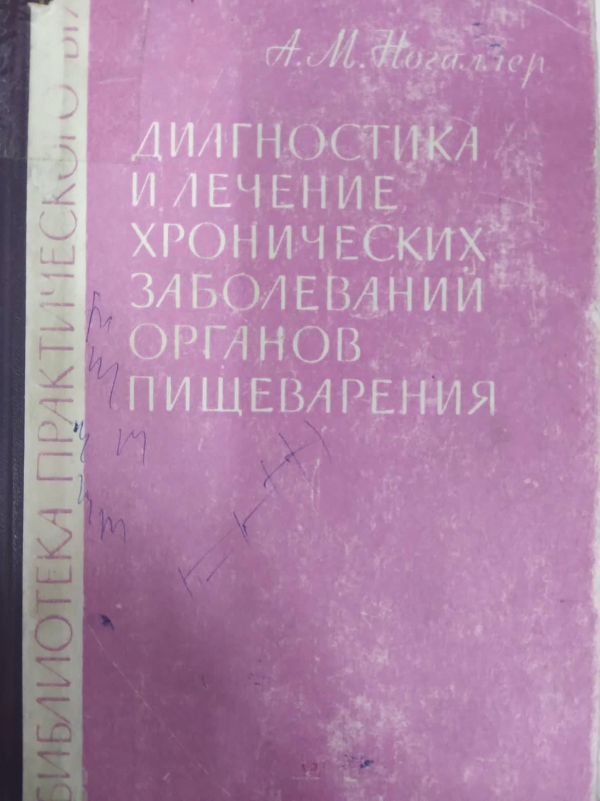 А.М.Ногаллер
ДИАГНОСТИКА
И ЛЕЧЕНИЕ
ХРОНИЧЕСКИХ
ЗАБОЛЕВАНИЙ
ОРГАНОВ
ПИЩЕВАРЕНИЯ
БИБЛИОТЕКА ПРАКТИЧЕСКОГО